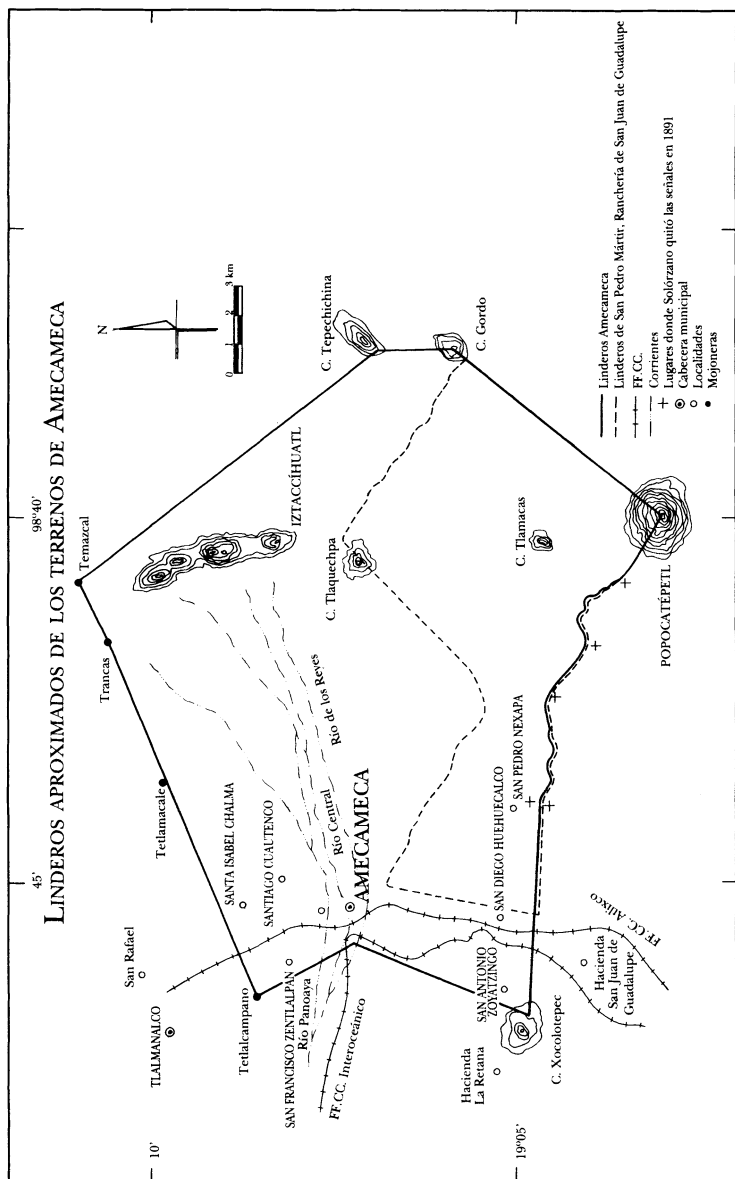 LINDEROS APROXIMADOS DE LOS TERRENOS DE AMECAMECA
98°40'
45'
10'
19°05'
N
0 1 2 3 km
Temazcal
Trancas
Tetlamacale
San Rafael
TLALMANALCO
Tetlalcampano
SANTA ISABEL CHALMA
SANTIAGO CUAUTENCO
SAN FRANCISCO ZENTLALPAN
Río Panoaya
FF.CC. Interoceánico
Río Central
Río de los Reyes
AMECAMECA
IZTACCÍHUATL
C. Tepechichina
C. Gordo
C. Tlaquechpa
C. Tlamacas
POPOCATÉPETL
SAN PEDRO NEXAPA
SAN DIEGO HUEHUECALCO
SAN ANTONIO
ZOYATZINGO
Hacienda
La Retana
C. Xocolotepec
Hacienda
San Juan de
Guadalupe
FF.CC. Atlixco
Linderos Amecameca
Linderos de San Pedro Mártir, Ranchería de San Juan de Guadalupe
FF.CC.
Corrientes
Lugares donde Solórzano quitó las señales en 1891
Cabecera municipal
Localidades
Mojoneras